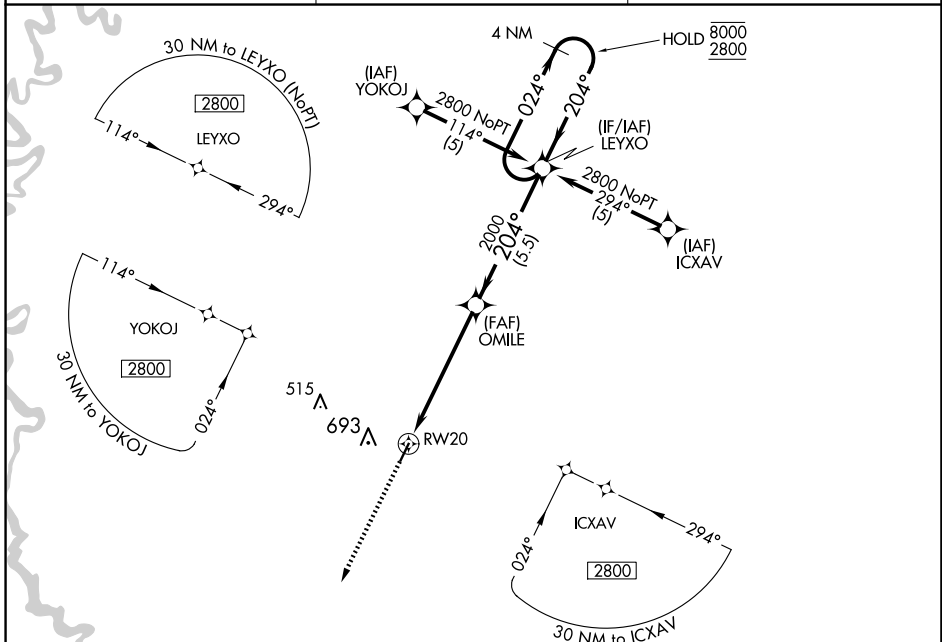 30 NM to LEYXO (NoPT)
2800
LEYXO
114°
294°
4 NM
HOLD 8000
2800
024°
204°
(IAF)
YOKOJ
2800 NoPT
114°
(5)
(IF/IAF)
LEYXO
2800 NoPT
294°
(5)
(IAF)
ICXAV
2000
204°
(5.5)
(FAF)
OMILE
114°
YOKOJ
2800
30 NM to YOKOJ
024°
515
693
RW20
ICXAV
024°
294°
2800
30 NM to ICXAV